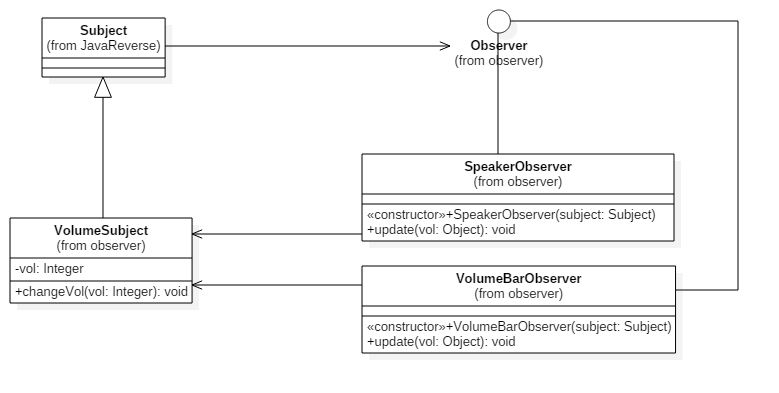 Subject
(from JavaReverse)
Observer
(from observer)
SpeakerObserver
(from observer)
«constructor»+SpeakerObserver(subject: Subject)
+update(vol: Object): void
VolumeSubject
(from observer)
-vol: Integer
+changeVol(vol: Integer): void
VolumeBarObserver
(from observer)
«constructor»+VolumeBarObserver(subject: Subject)
+update(vol: Object): void